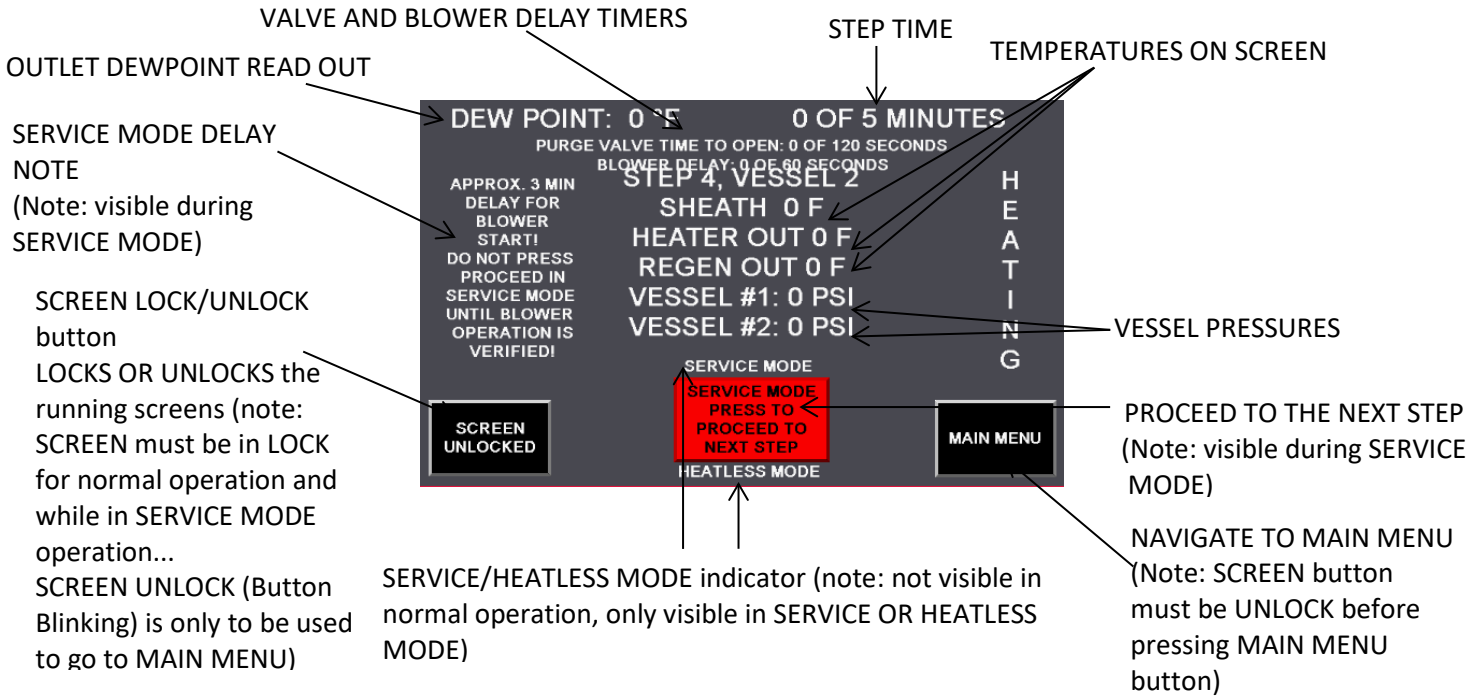 VALVE AND BLOWER DELAY TIMERS
STEP TIME
TEMPERATURES ON SCREEN
OUTLET DEWPOINT READ OUT
SERVICE MODE DELAY
NOTE
(Note: visible during
SERVICE MODE)
SCREEN LOCK/UNLOCK
button
LOCKS OR UNLOCKS the
running screens (note:
SCREEN must be in LOCK
for normal operation and
while in SERVICE MODE
operation...
SCREEN UNLOCK (Button
Blinking) is only to be used
to go to MAIN MENU)
DEW POINT: 0 °F
0 OF 5 MINUTES
PURGE VALVE TIME TO OPEN: 0 OF 120 SECONDS
BLOWER DELAY: 0 OF 60 SECONDS
STEP 4, VESSEL 2
SHEATH 0 F
HEATER OUT 0 F
REGEN OUT 0 F
VESSEL #1: 0 PSI
VESSEL #2: 0 PSI
APPROX. 3 MIN
DELAY FOR
BLOWER
START!
DO NOT PRESS
PROCEED IN
SERVICE MODE
UNTIL BLOWER
OPERATION IS
VERIFIED!
HEATING
SERVICE MODE
SERVICE MODE
PRESS TO
PROCEED TO
NEXT STEP
HEATLESS MODE
SCREEN
UNLOCKED
MAIN MENU
VESSEL PRESSURES
PROCEED TO THE NEXT STEP
(Note: visible during SERVICE
MODE)
NAVIGATE TO MAIN MENU
(Note: SCREEN button
must be UNLOCK before
pressing MAIN MENU
button)
SERVICE/HEATLESS MODE indicator (note: not visible in
normal operation, only visible in SERVICE OR HEATLESS
MODE)